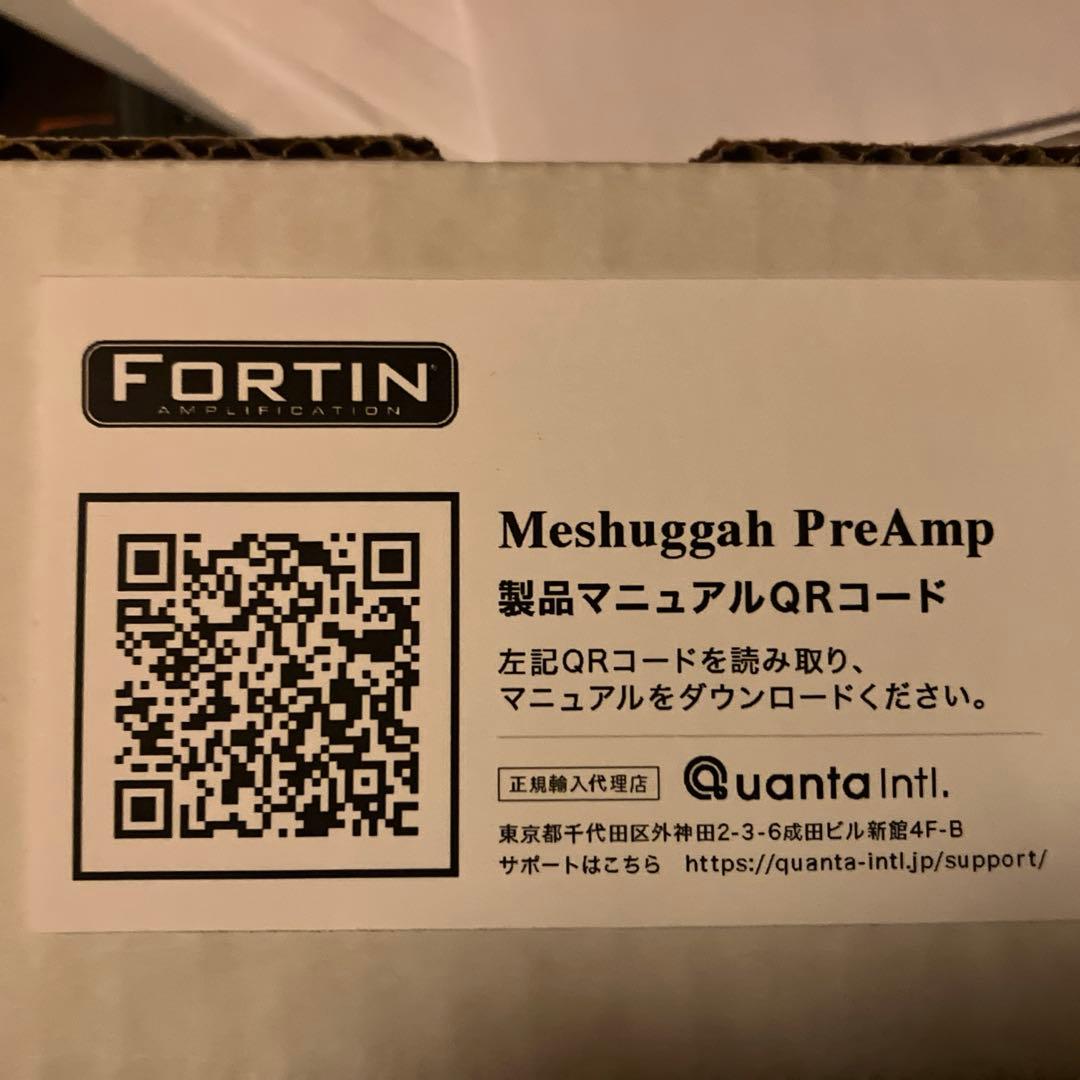 FORTIN
AMPLIFICATION
Meshuggah PreAmp
製品マニュアルQRコード
左記QRコードを読み取り、
マニュアルをダウンロードください。
正規輸入代理店 Quanta Intl.
東京都千代田区外神田2-3-6成田ビル新館4F-B
サポートはこちら https://quanta-intl.jp/support/